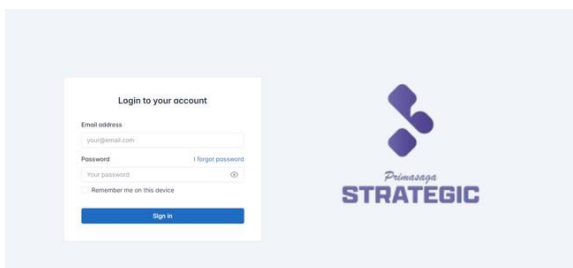 Login to your account
Email address
your@email.com
Password I forgot password
Your password
Remember me on this device
Sign in
Primasaga
STRATEGIC